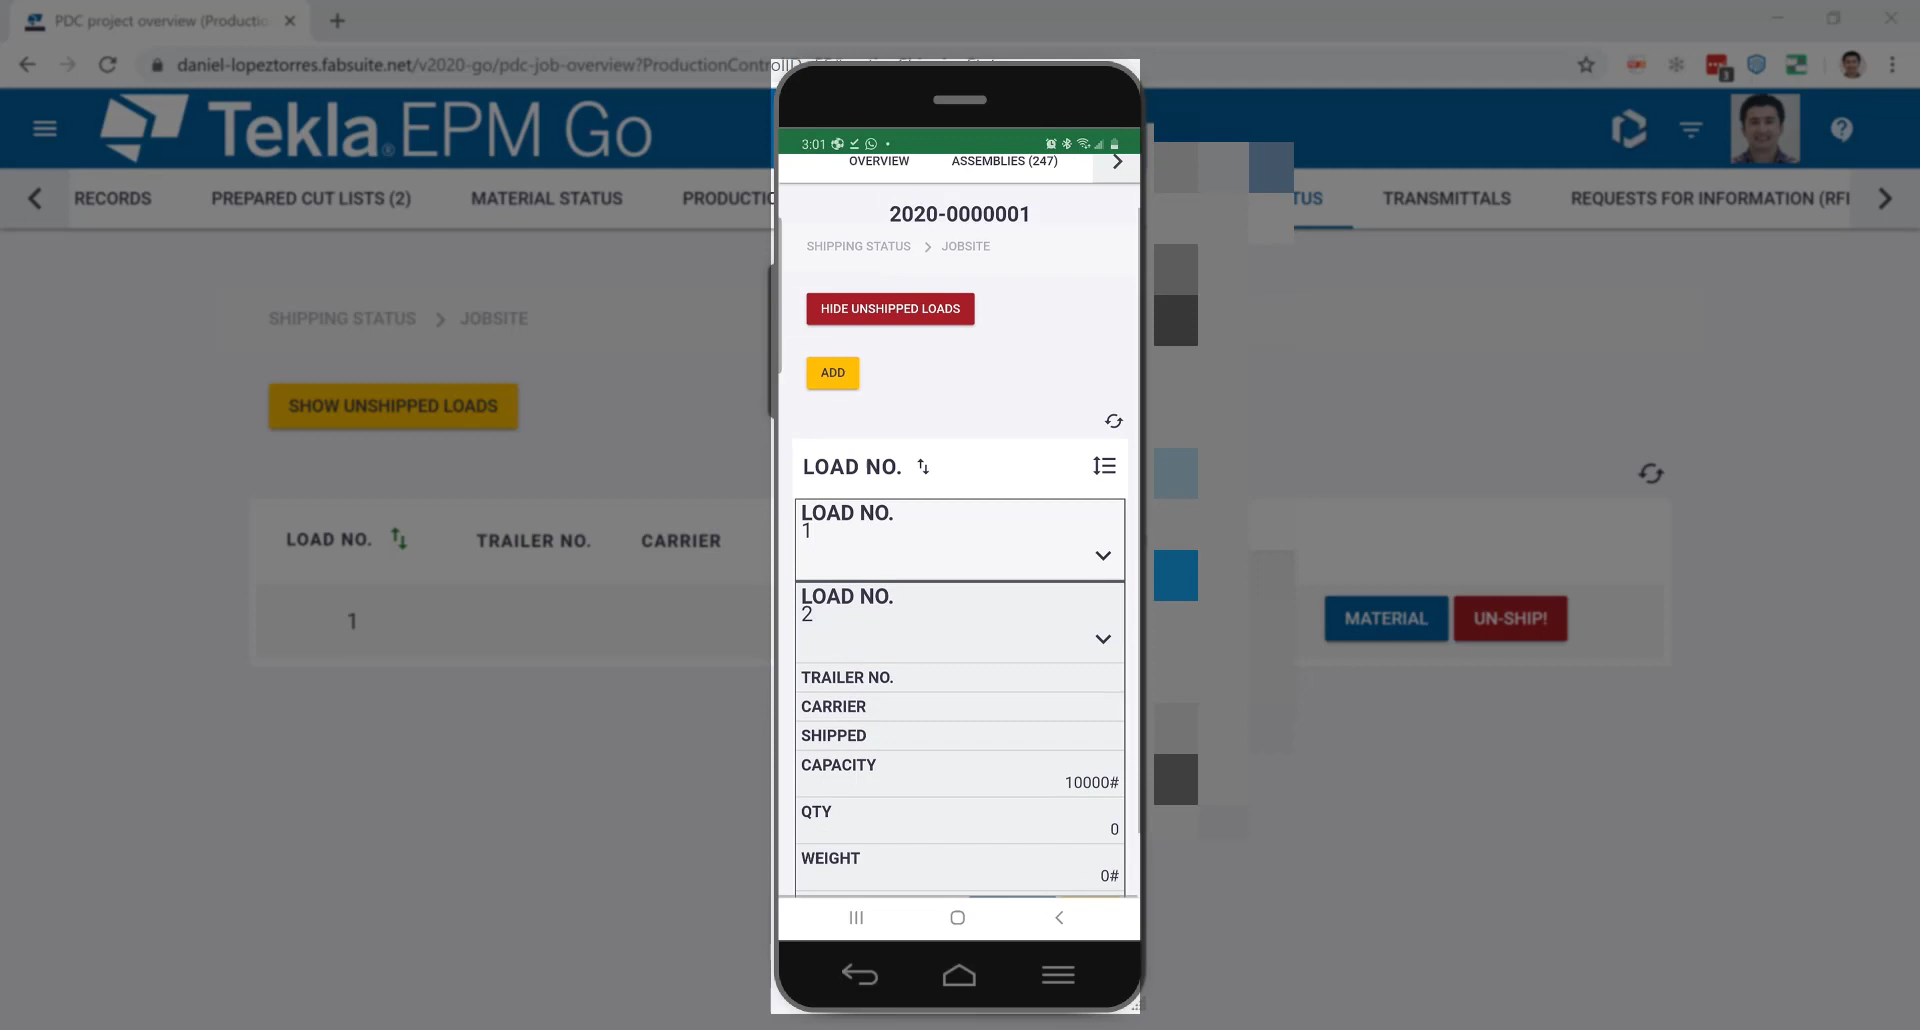 PDC project overview (Productio
daniel-lopeztorres.fabsuite.net/v2020-go/pdc-job-overview?ProductionControlID
Tekla® EPM Go
RECORDS
PREPARED CUT LISTS (2)
MATERIAL STATUS
PRODUCTIO
TUS
TRANSMITTALS
REQUESTS FOR INFORMATION (RFI
SHIPPING STATUS > JOBSITE
SHOW UNSHIPPED LOADS
LOAD NO.
TRAILER NO.
CARRIER
1
MATERIAL
UN-SHIP!
3
3:01
OVERVIEW
ASSEMBLIES (247)
2020-0000001
SHIPPING STATUS > JOBSITE
HIDE UNSHIPPED LOADS
ADD
LOAD NO.
LOAD NO.
1
LOAD NO.
2
TRAILER NO.
CARRIER
SHIPPED
CAPACITY
10000#
QTY
0
WEIGHT
0#